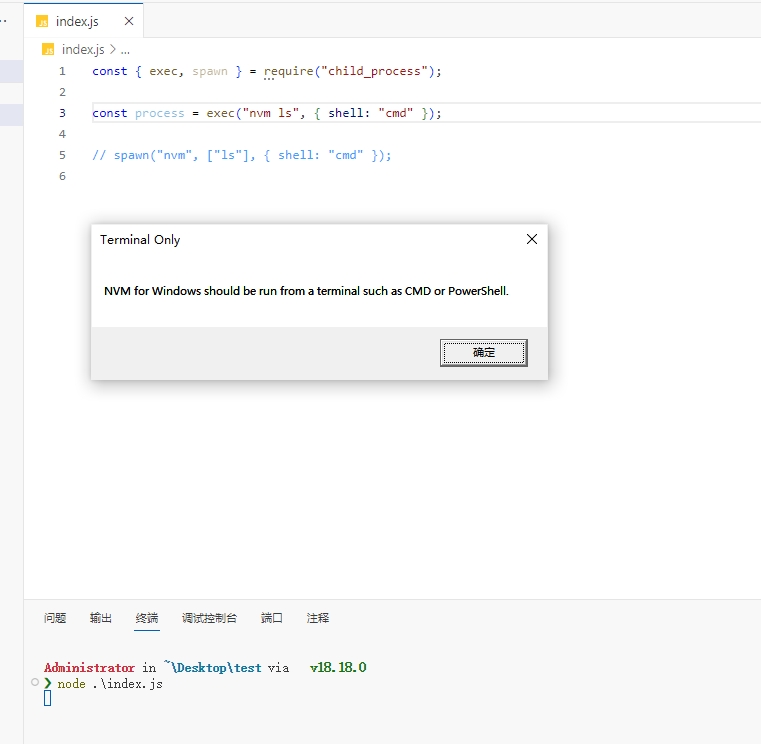 index.js
index.js > ...
1 const { exec, spawn } = require("child_process");
2
3 const process = exec("nvm ls", { shell: "cmd" });
4
5 // spawn("nvm", ["ls"], { shell: "cmd" });
6
Terminal Only
NVM for Windows should be run from a terminal such as CMD or PowerShell.
确定
问题 输出 终端 调试控制台 端口 注释
Administrator in ~\Desktop\test via v18.18.0
❯ node .\index.js